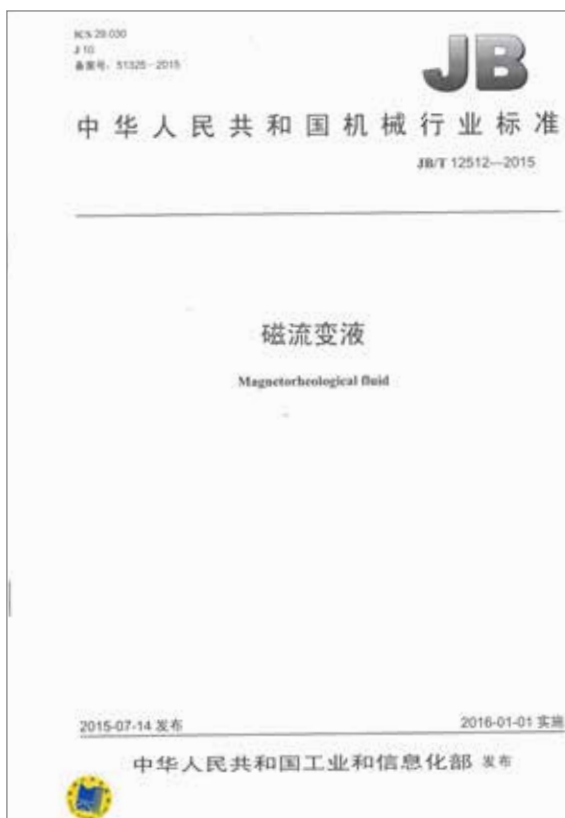 ICS 29.030
J 10
备案号：51326—2015
JB
中华人民共和国机械行业标准
JB/T 12512—2015
磁流变液
Magnetorheological fluid
2015-07-14 发布
2016-01-01 实施
中华人民共和国工业和信息化部 发布